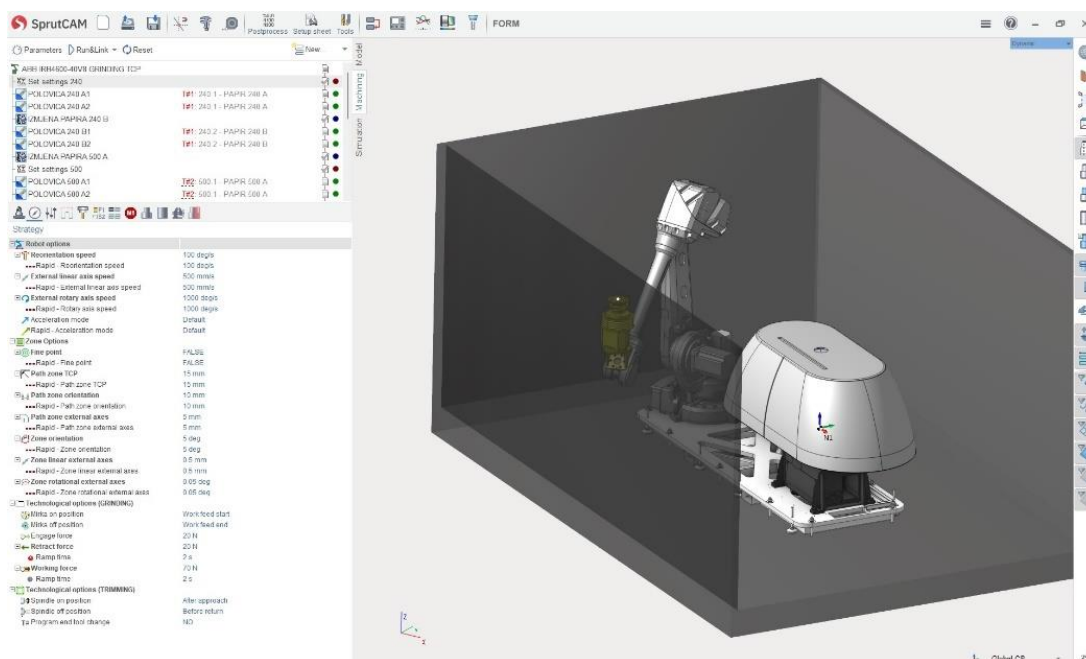 SprutCAM
Postprocess Setup sheet Tools
FORM
Parameters Run&Link Reset New...
Model
Machining
Simulation
ABB IRB4600-40VII GRINDING TCP
Set settings 240
POLOVICA 240 A1 T#1: 240.1 - PAPIR 240 A
POLOVICA 240 A2 T#1: 240.1 - PAPIR 240 A
IZMJENA PAPIRA 240 B
POLOVICA 240 B1 T#1: 240.2 - PAPIR 240 B
POLOVICA 240 B2 T#1: 240.2 - PAPIR 240 B
IZMJENA PAPIRA 500 A
Set settings 500
POLOVICA 500 A1 T#2: 500.1 - PAPIR 500 A
POLOVICA 500 A2 T#2: 500.1 - PAPIR 500 A
Strategy
Robot options
Reorientation speed 100 deg/s
Rapid - Reorientation speed 100 deg/s
External linear axis speed 500 mm/s
Rapid - External linear axis speed 500 mm/s
External rotary axis speed 1000 deg/s
Rapid - Rotary axis speed 1000 deg/s
Acceleration mode Default
Rapid - Acceleration mode Default
Zone Options
Fine point FALSE
Rapid - Fine point FALSE
Path zone TCP 15 mm
Rapid - Path zone TCP 15 mm
Path zone orientation 10 mm
Rapid - Path zone orientation 10 mm
Path zone external axes 5 mm
Rapid - Path zone external axes 5 mm
Zone orientation 5 deg
Rapid - Zone orientation 5 deg
Zone linear external axes 0.5 mm
Rapid - Zone linear external axes 0.5 mm
Zone rotational external axes 0.05 deg
Rapid - Zone rotational external axes 0.05 deg
Technological options (GRINDING)
Mirka on position Work feed start
Mirka off position Work feed end
Engage force 20 N
Retract force 20 N
Ramp time 2 s
Working force 70 N
Ramp time 2 s
Technological options (TRIMMING)
Spindle on position After approach
Spindle off position Before return
Program end tool change NO
Z
X
Global CS